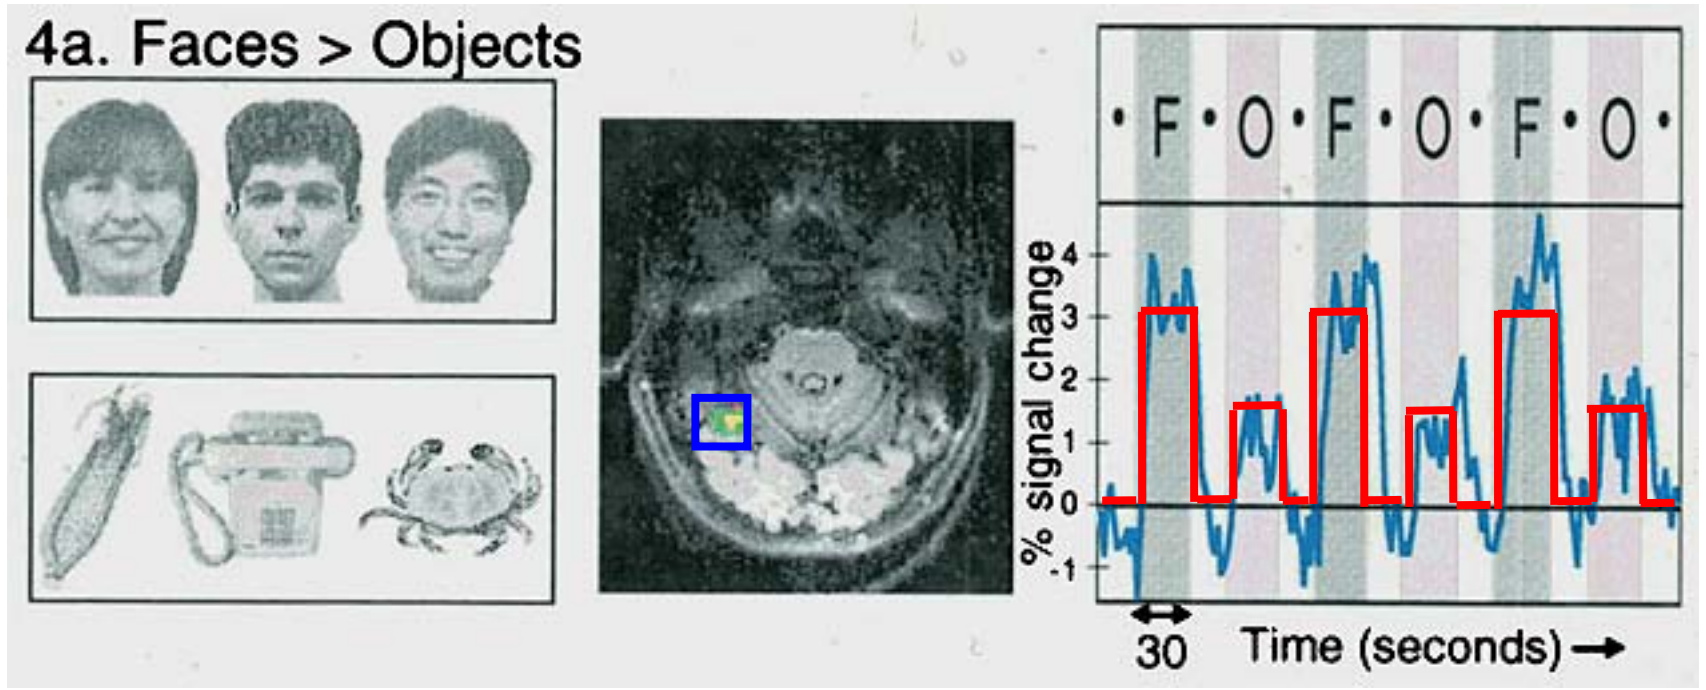 4a. Faces > Objects
• F • O • F • O • F • O •
% signal change
4
3
2
1
0
-1
30
Time (seconds)